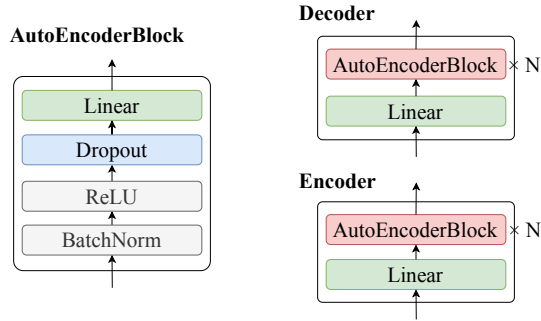 AutoEncoderBlock
Linear
Dropout
ReLU
BatchNorm
Decoder
AutoEncoderBlock × N
Linear
Encoder
AutoEncoderBlock × N
Linear